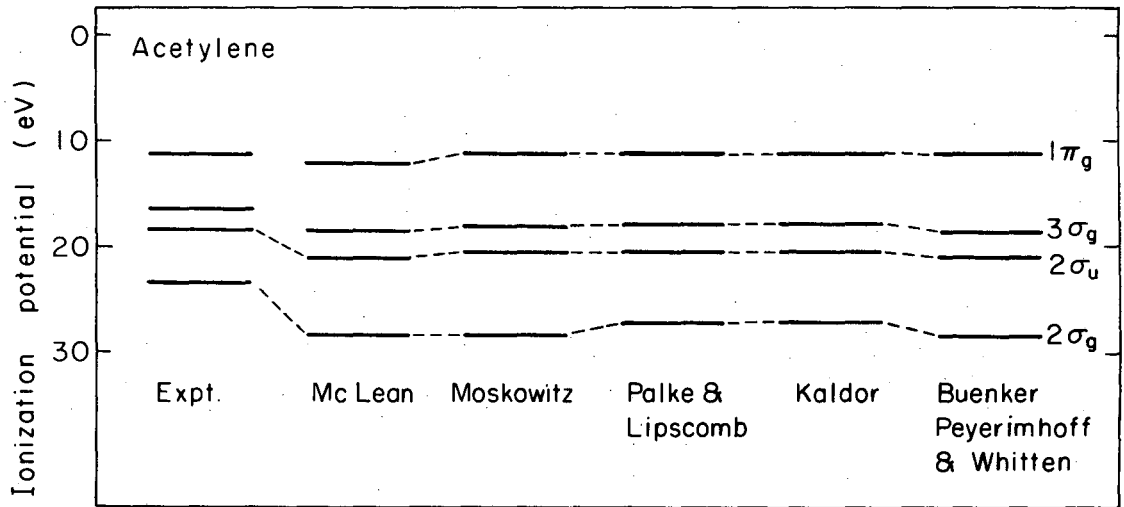 Ionization potential (eV)
0
10
20
30
Acetylene
1πg
3σg
2σu
2σg
Expt.
Mc Lean
Moskowitz
Palke &
Lipscomb
Kaldor
Buenker
Peyerimhoff
& Whitten